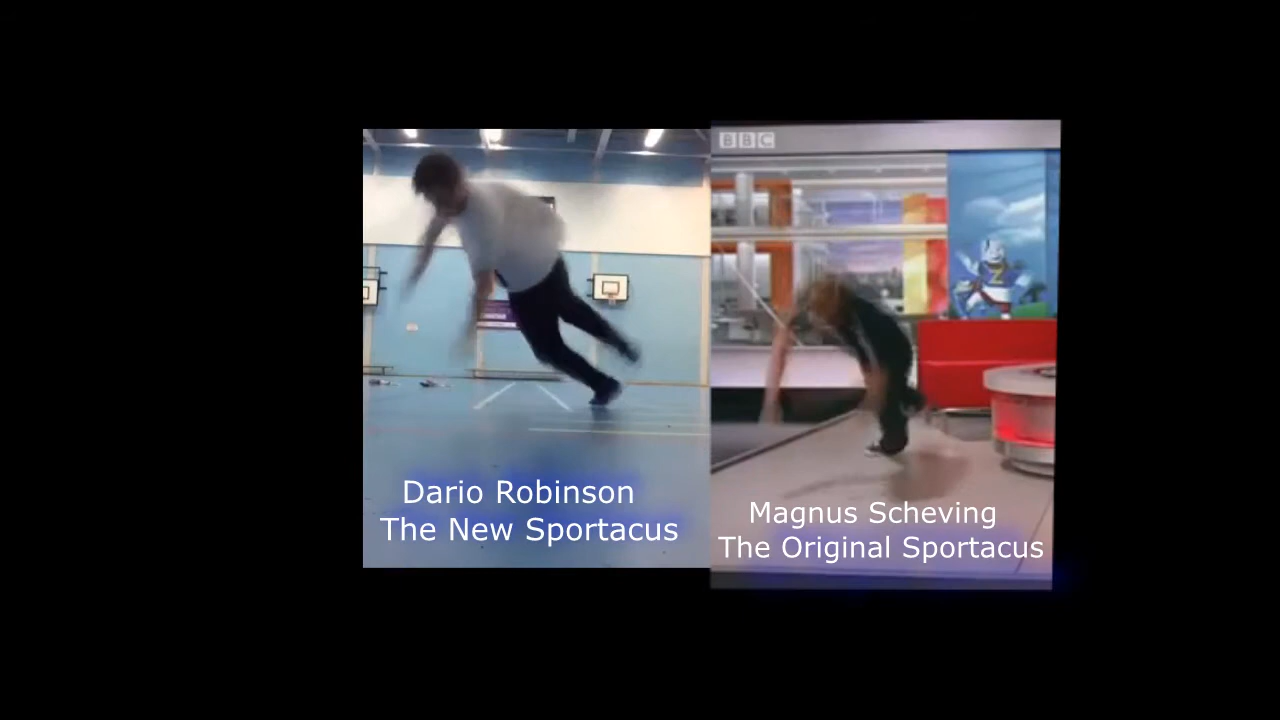 BBC
Dario Robinson
The New Sportacus
Magnus Scheving
The Original Sportacus
Z